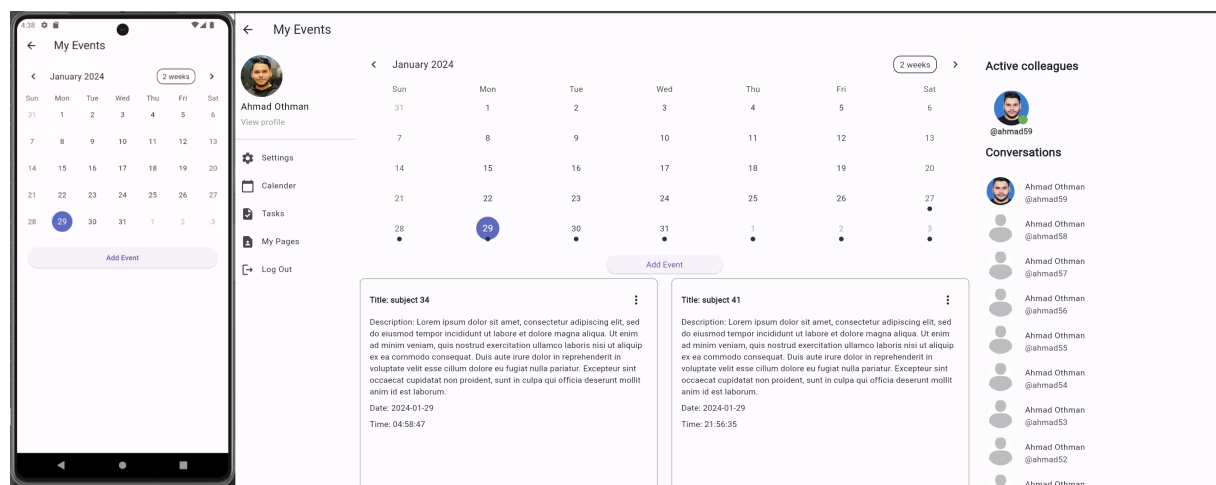 4:38
My Events
January 2024
2 weeks
Sun Mon Tue Wed Thu Fri Sat
31 1 2 3 4 5 6
7 8 9 10 11 12 13
14 15 16 17 18 19 20
21 22 23 24 25 26 27
28 29 30 31 1 2 3
Add Event
My Events
Ahmad Othman
View profile
Settings
Calender
Tasks
My Pages
Log Out
January 2024
2 weeks
Sun Mon Tue Wed Thu Fri Sat
31 1 2 3 4 5 6
7 8 9 10 11 12 13
14 15 16 17 18 19 20
21 22 23 24 25 26 27
28 29 30 31 1 2 3
Add Event
Title: subject 34
Description: Lorem ipsum dolor sit amet, consectetur adipiscing elit, sed
do eiusmod tempor incididunt ut labore et dolore magna aliqua. Ut enim
ad minim veniam, quis nostrud exercitation ullamco laboris nisi ut aliquip
ex ea commodo consequat. Duis aute irure dolor in reprehenderit in
voluptate velit esse cillum dolore eu fugiat nulla pariatur. Excepteur sint
occaecat cupidatat non proident, sunt in culpa qui officia deserunt mollit
anim id est laborum.
Date: 2024-01-29
Time: 04:58:47
Title: subject 41
Description: Lorem ipsum dolor sit amet, consectetur adipiscing elit, sed
do eiusmod tempor incididunt ut labore et dolore magna aliqua. Ut enim
ad minim veniam, quis nostrud exercitation ullamco laboris nisi ut aliquip
ex ea commodo consequat. Duis aute irure dolor in reprehenderit in
voluptate velit esse cillum dolore eu fugiat nulla pariatur. Excepteur sint
occaecat cupidatat non proident, sunt in culpa qui officia deserunt mollit
anim id est laborum.
Date: 2024-01-29
Time: 21:56:35
Active colleagues
@ahmad59
Conversations
Ahmad Othman
@ahmad59
Ahmad Othman
@ahmad58
Ahmad Othman
@ahmad57
Ahmad Othman
@ahmad56
Ahmad Othman
@ahmad55
Ahmad Othman
@ahmad54
Ahmad Othman
@ahmad53
Ahmad Othman
@ahmad52
Ahmad Othman